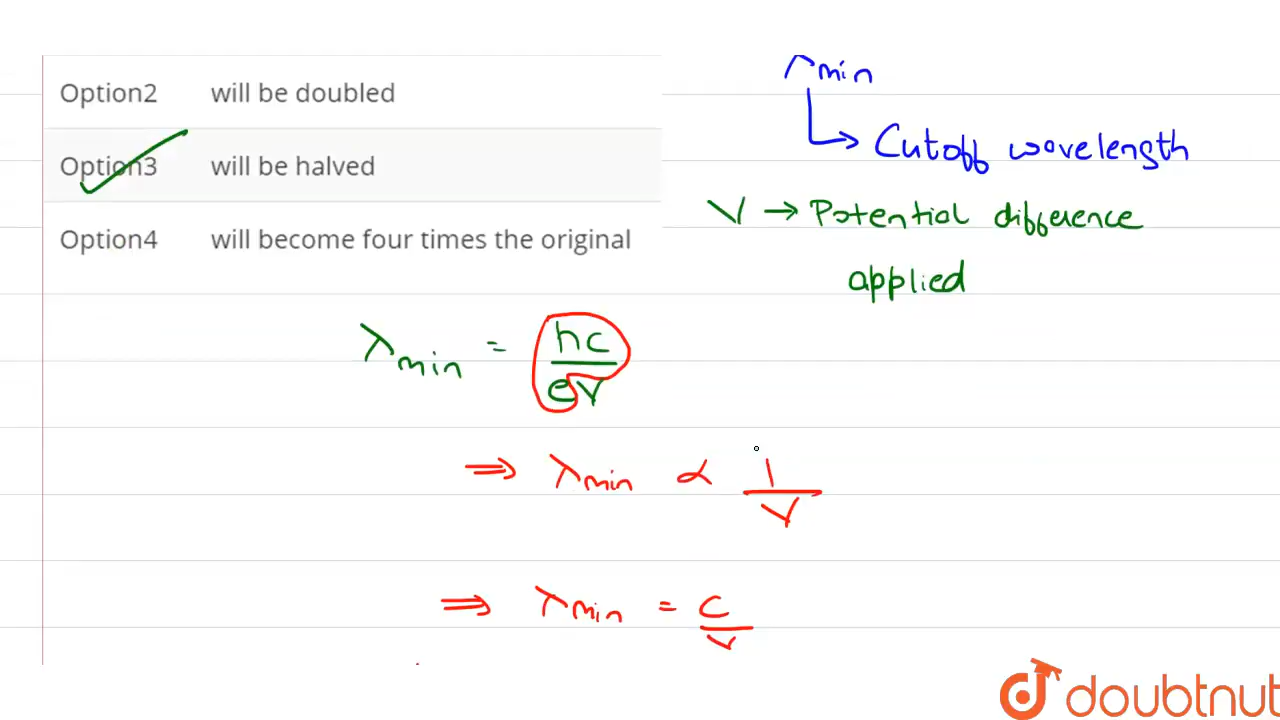 λmin
Option2 will be doubled
Cutoff wavelength
Option3 will be halved
V → Potential difference
applied
Option4 will become four times the original
λmin = hc/eV
⇒ λmin ∝ 1/V
⇒ λmin = C/V
doubtnut